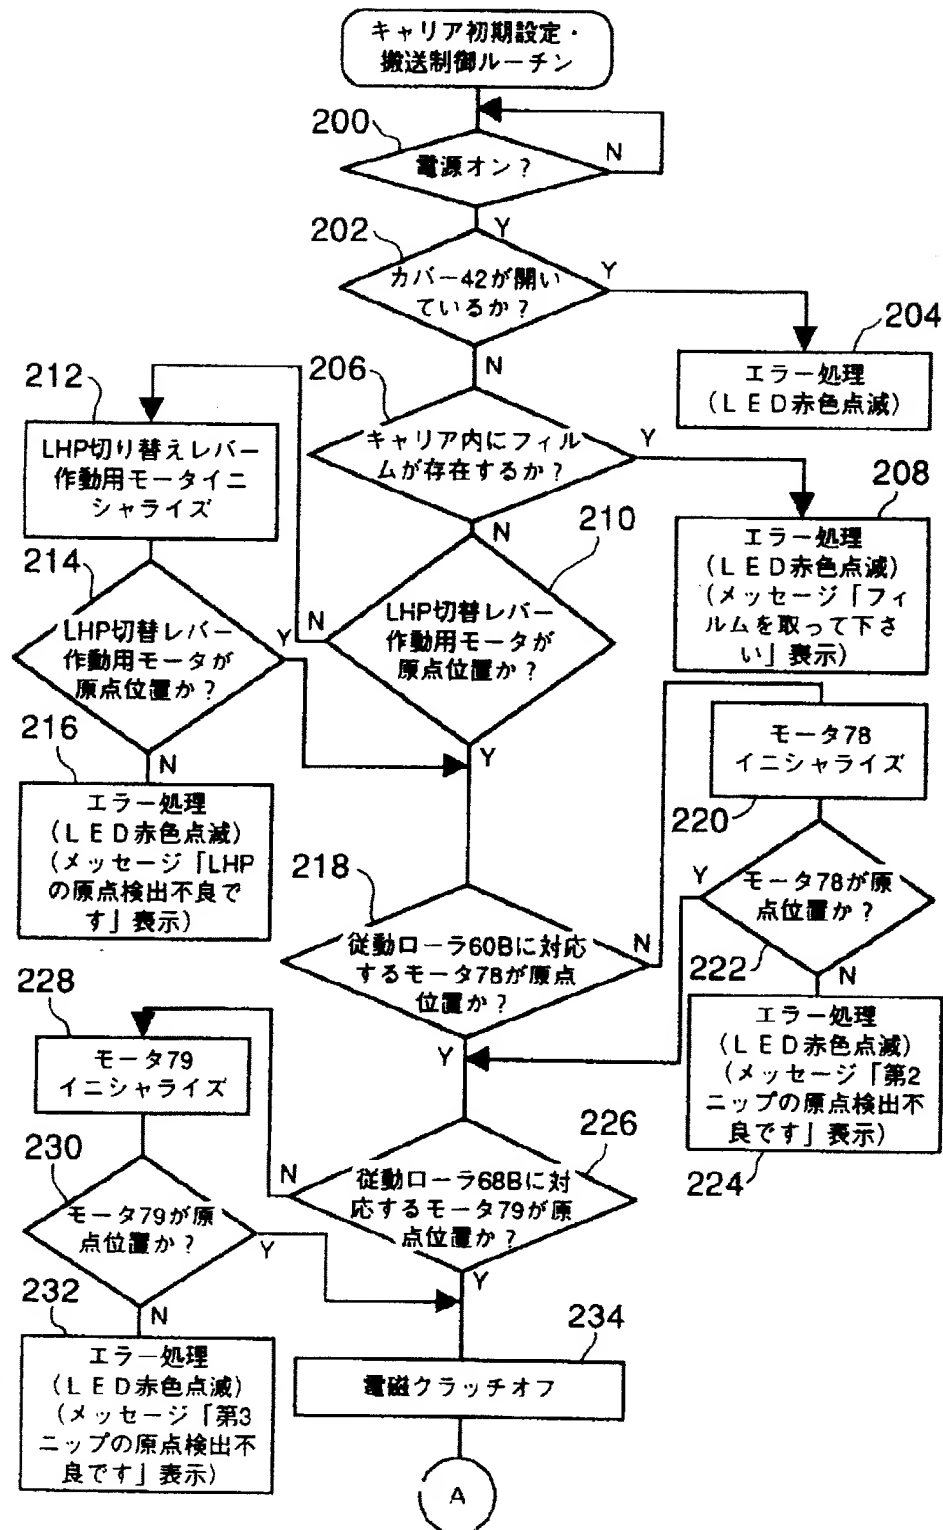 キャリア初期設定・
搬送制御ルーチン
200
電源オン？
N
Y
202
カバー42が開い
ているか？
Y
N
204
エラー処理
（ＬＥＤ赤色点滅）
206
キャリア内にフィル
ムが存在するか？
Y
N
208
エラー処理
（ＬＥＤ赤色点滅）
（メッセージ「フィ
ルムを取って下さ
い」表示）
210
LHP切替レバー
作動用モータが
原点位置か？
N
Y
212
LHP切り替えレバー
作動用モータイニ
シャライズ
214
LHP切替レバー
作動用モータが
原点位置か？
Y
N
216
エラー処理
（ＬＥＤ赤色点滅）
（メッセージ「LHP
の原点検出不良で
す」表示）
218
従動ローラ60Bに対応
するモータ78が原点
位置か？
N
Y
モータ78
イニシャライズ
220
Y
モータ78が原
点位置か？
222
N
エラー処理
（ＬＥＤ赤色点滅）
（メッセージ「第2
ニップの原点検出不
良です」表示）
224
226
従動ローラ68Bに対
応するモータ79が原
点位置か？
N
Y
228
モータ79
イニシャライズ
230
モータ79が原
点位置か？
Y
N
232
エラー処理
（ＬＥＤ赤色点滅）
（メッセージ「第3
ニップの原点検出不
良です」表示）
234
電磁クラッチオフ
A